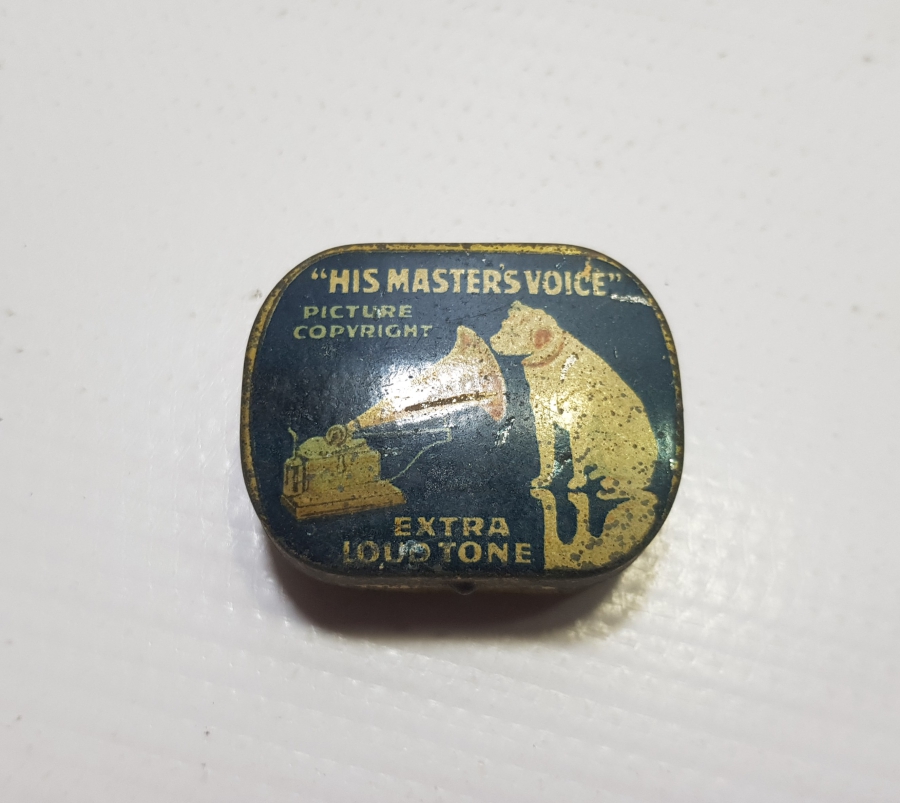 “HIS MASTER'S VOICE”
PICTURE
COPYRIGHT
EXTRA
LOUD TONE